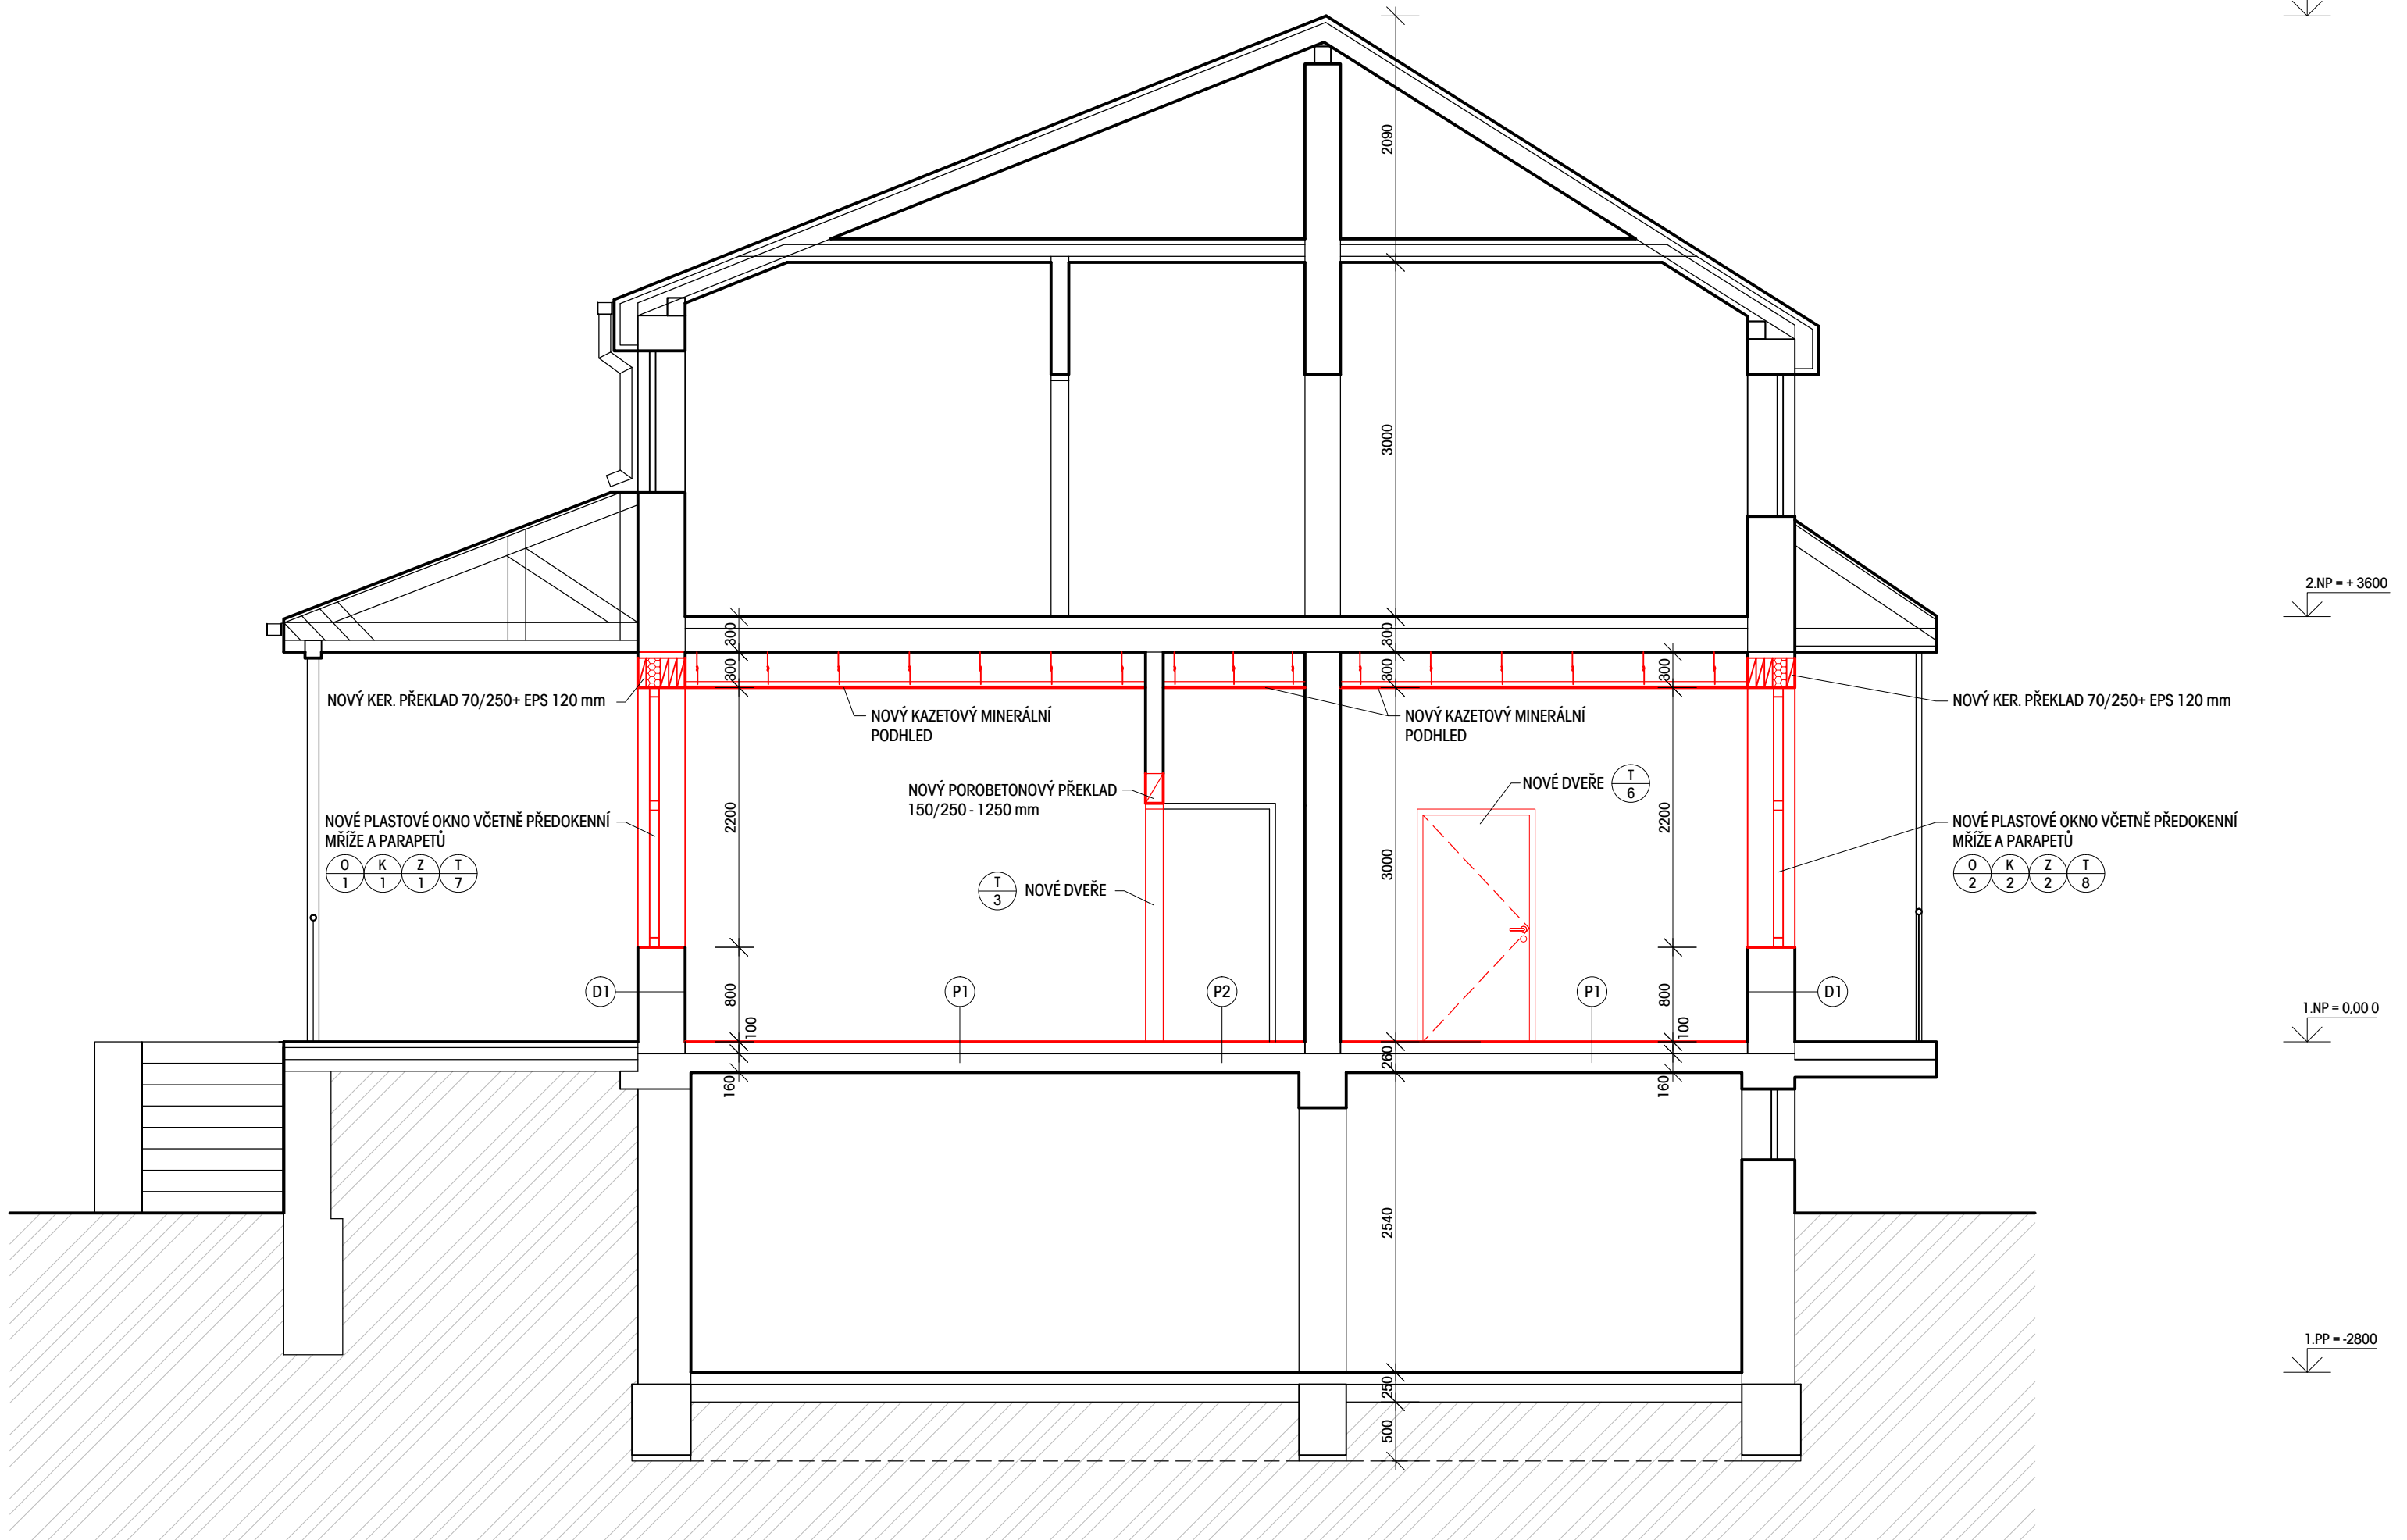 2090
3000
2.NP = + 3600
300
300
300
300
300
NOVÝ KER. PŘEKLAD 70/250+ EPS 120 mm
NOVÝ KAZETOVÝ MINERÁLNÍ
PODHLED
NOVÝ KAZETOVÝ MINERÁLNÍ
PODHLED
NOVÝ KER. PŘEKLAD 70/250+ EPS 120 mm
NOVÝ POROBETONOVÝ PŘEKLAD
150/250 - 1250 mm
NOVÉ DVEŘE
T
6
NOVÉ PLASTOVÉ OKNO VČETNĚ PŘEDOKENNÍ
MŘÍŽE A PARAPETŮ
O K Z T
1 1 1 7
2200
3000
2200
NOVÉ PLASTOVÉ OKNO VČETNĚ PŘEDOKENNÍ
MŘÍŽE A PARAPETŮ
O K Z T
2 2 2 8
T
3
NOVÉ DVEŘE
D1
800
P1
P2
P1
800
D1
100
100
1.NP = 0,00 0
160
260
160
2540
1.PP = -2800
250
500